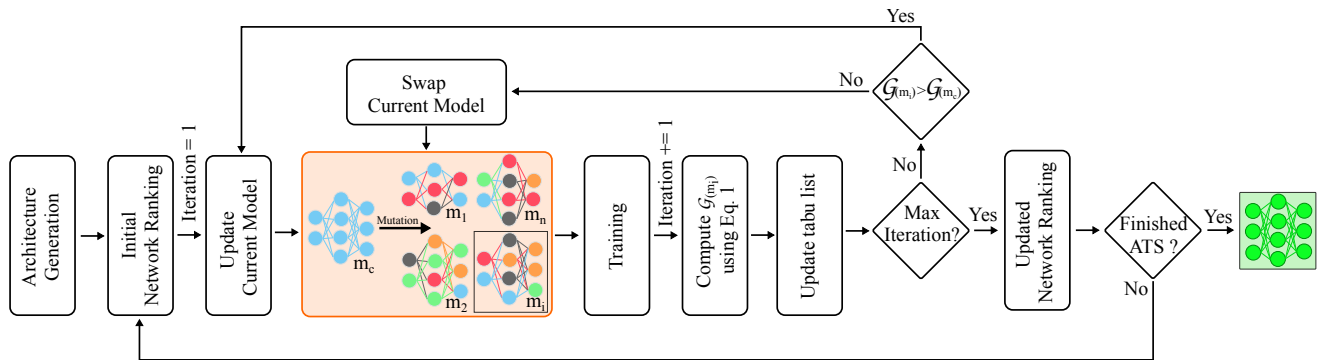 Yes
No
Swap
Current Model
𝒢(mᵢ)>𝒢(m꜀)
Architecture
Generation
Initial
Network Ranking
Iteration = 1
Update
Current Model
m꜀
Mutation
m₁
mₙ
m₂
mᵢ
Training
Iteration += 1
Compute 𝒢(mᵢ)
using Eq. 1
Update tabu list
No
Max
Iteration?
Yes
Updated
Network Ranking
Finished
ATS ?
Yes
No